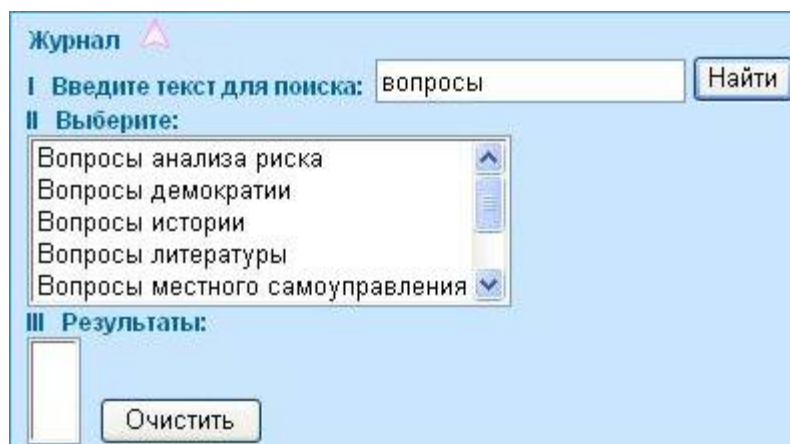 Журнал
I Введите текст для поиска: вопросы Найти
II Выберите:
Вопросы анализа риска
Вопросы демократии
Вопросы истории
Вопросы литературы
Вопросы местного самоуправления
III Результаты:
Очистить